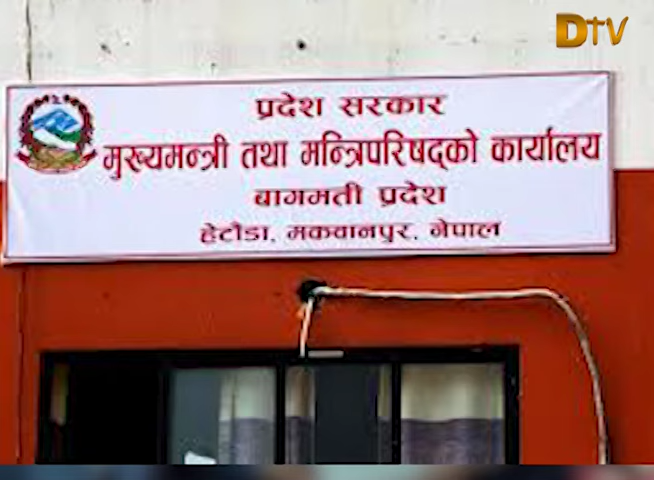 DTV
प्रदेश सरकार
मुख्यमन्त्री तथा मन्त्रिपरिषद्को कार्यालय
बागमती प्रदेश
हेटौंडा, मकवानपुर, नेपाल